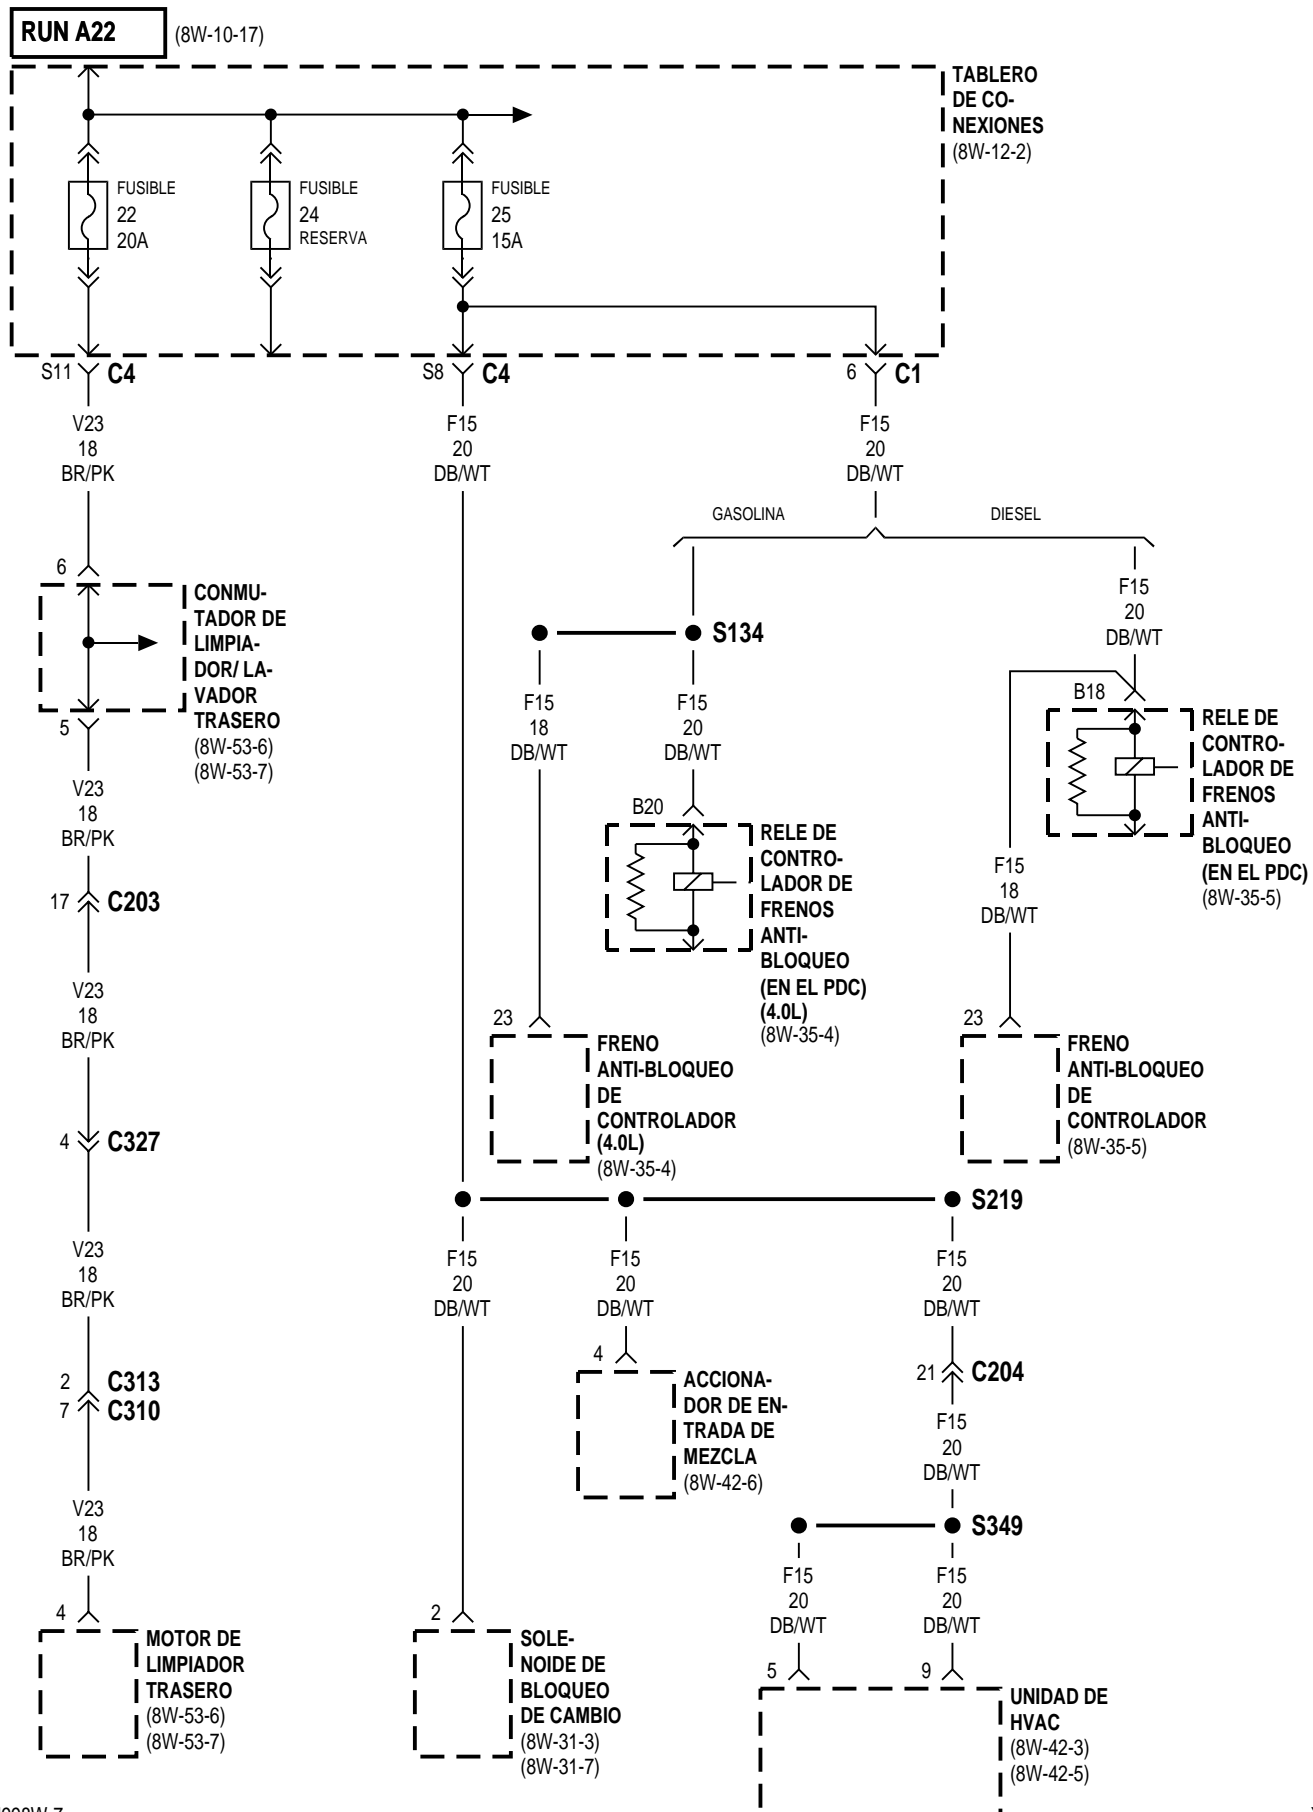 RUN A22
(8W-10-17)
TABLERO
DE CO-
NEXIONES
(8W-12-2)
FUSIBLE
22
20A
FUSIBLE
24
RESERVA
FUSIBLE
25
15A
S11
C4
S8
C4
6
C1
V23
18
BR/PK
F15
20
DB/WT
F15
20
DB/WT
GASOLINA
DIESEL
6
CONMU-
TADOR DE
LIMPIA-
DOR/ LA-
VADOR
TRASERO
(8W-53-6)
(8W-53-7)
5
F15
20
DB/WT
S134
F15
18
DB/WT
F15
20
DB/WT
B18
RELE DE
CONTRO-
LADOR DE
FRENOS
ANTI-
BLOQUEO
(EN EL PDC)
(8W-35-5)
V23
18
BR/PK
B20
RELE DE
CONTRO-
LADOR DE
FRENOS
ANTI-
BLOQUEO
(EN EL PDC)
(4.0L)
(8W-35-4)
F15
18
DB/WT
17
C203
V23
18
BR/PK
23
FRENO
ANTI-BLOQUEO
DE
CONTROLADOR
(4.0L)
(8W-35-4)
23
FRENO
ANTI-BLOQUEO
DE
CONTROLADOR
(8W-35-5)
4
C327
S219
V23
18
BR/PK
F15
20
DB/WT
F15
20
DB/WT
F15
20
DB/WT
4
ACCIONA-
DOR DE EN-
TRADA DE
MEZCLA
(8W-42-6)
21
C204
2
C313
7
C310
F15
20
DB/WT
S349
V23
18
BR/PK
F15
20
DB/WT
F15
20
DB/WT
4
MOTOR DE
LIMPIADOR
TRASERO
(8W-53-6)
(8W-53-7)
2
SOLE-
NOIDE DE
BLOQUEO
DE CAMBIO
(8W-31-3)
(8W-31-7)
5
9
UNIDAD DE
HVAC
(8W-42-3)
(8W-42-5)